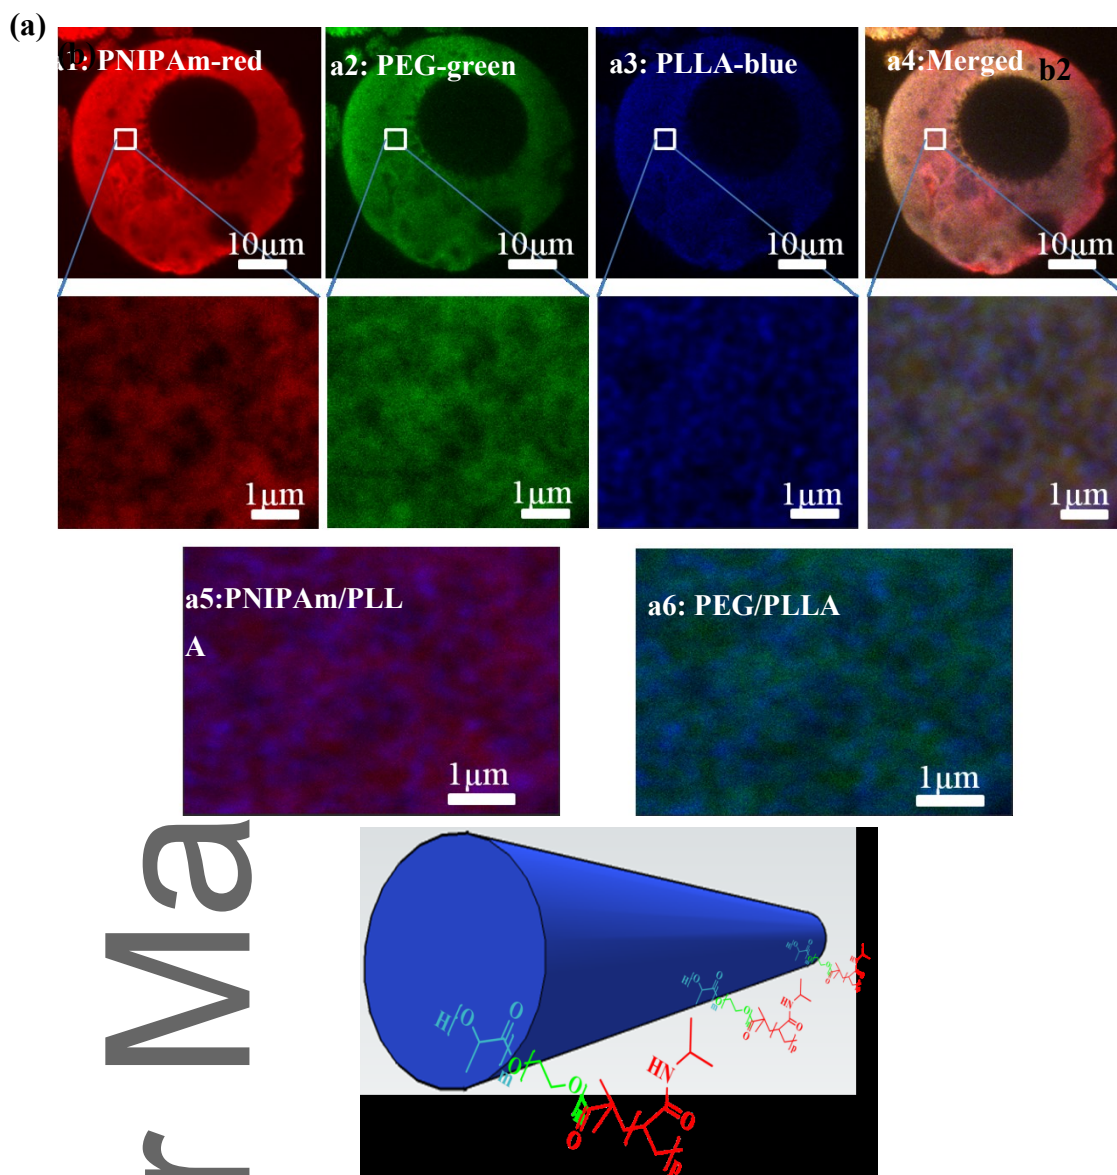 (a)
(b)
1: PNIPAm-red
a2: PEG-green
a3: PLLA-blue
a4:Merged
b2
10µm
10µm
10µm
10µm
1µm
1µm
1µm
1µm
a5:PNIPAm/PLL
A
a6: PEG/PLLA
1µm
1µm
r Ma
H
O
O
m
O
O
n
O
HN
O
p
H
O
O
m
O
O
O
HN
O
p